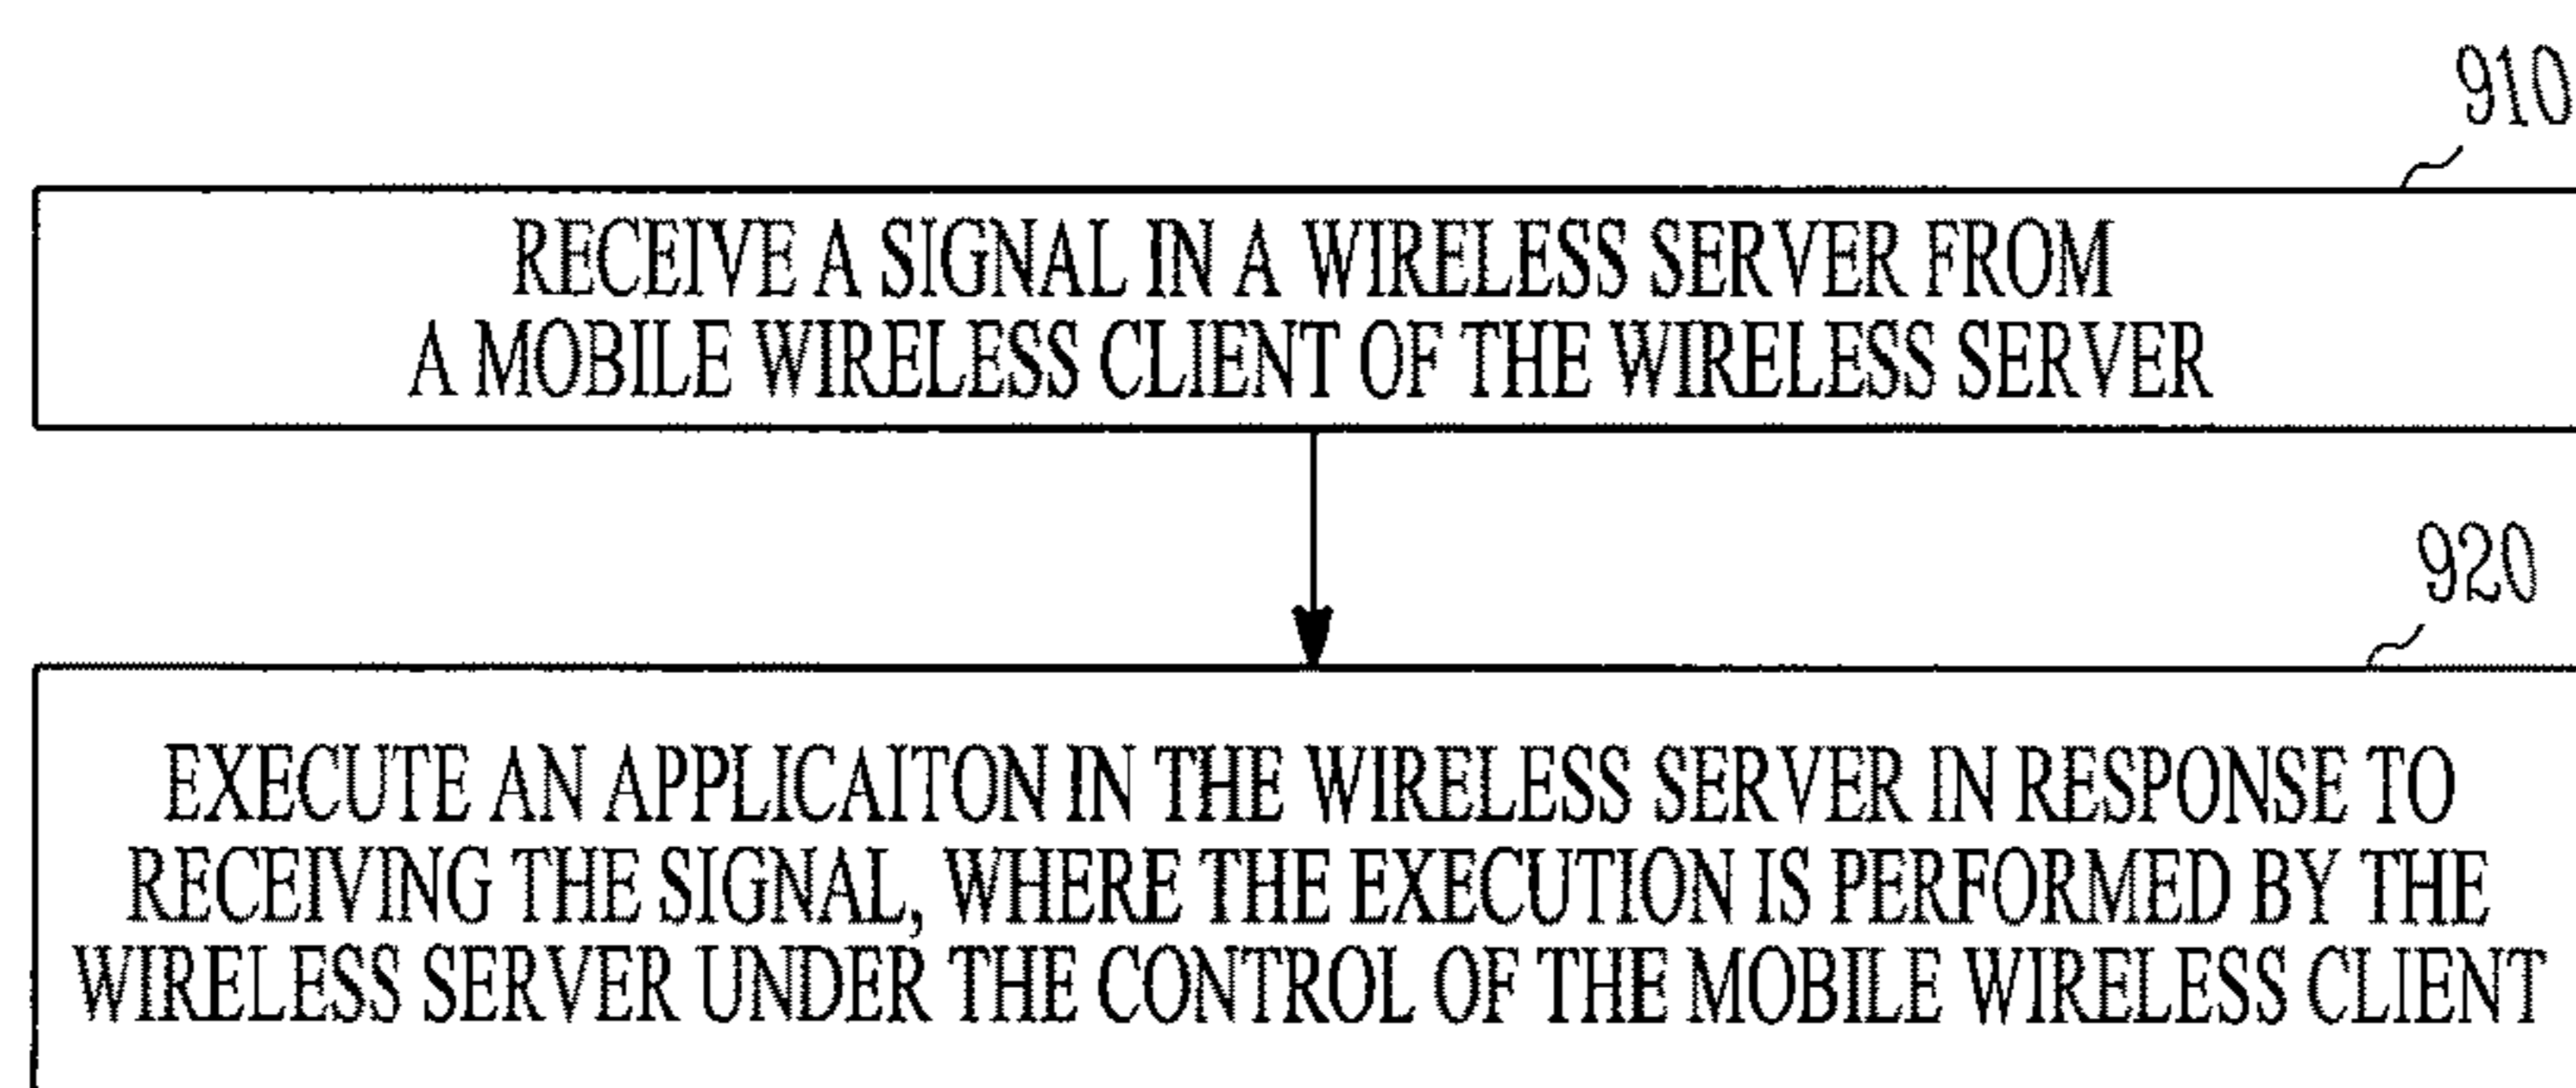 910
RECEIVE A SIGNAL IN A WIRELESS SERVER FROM
A MOBILE WIRELESS CLIENT OF THE WIRELESS SERVER
920
EXECUTE AN APPLICAITON IN THE WIRELESS SERVER IN RESPONSE TO
RECEIVING THE SIGNAL, WHERE THE EXECUTION IS PERFORMED BY THE
WIRELESS SERVER UNDER THE CONTROL OF THE MOBILE WIRELESS CLIENT